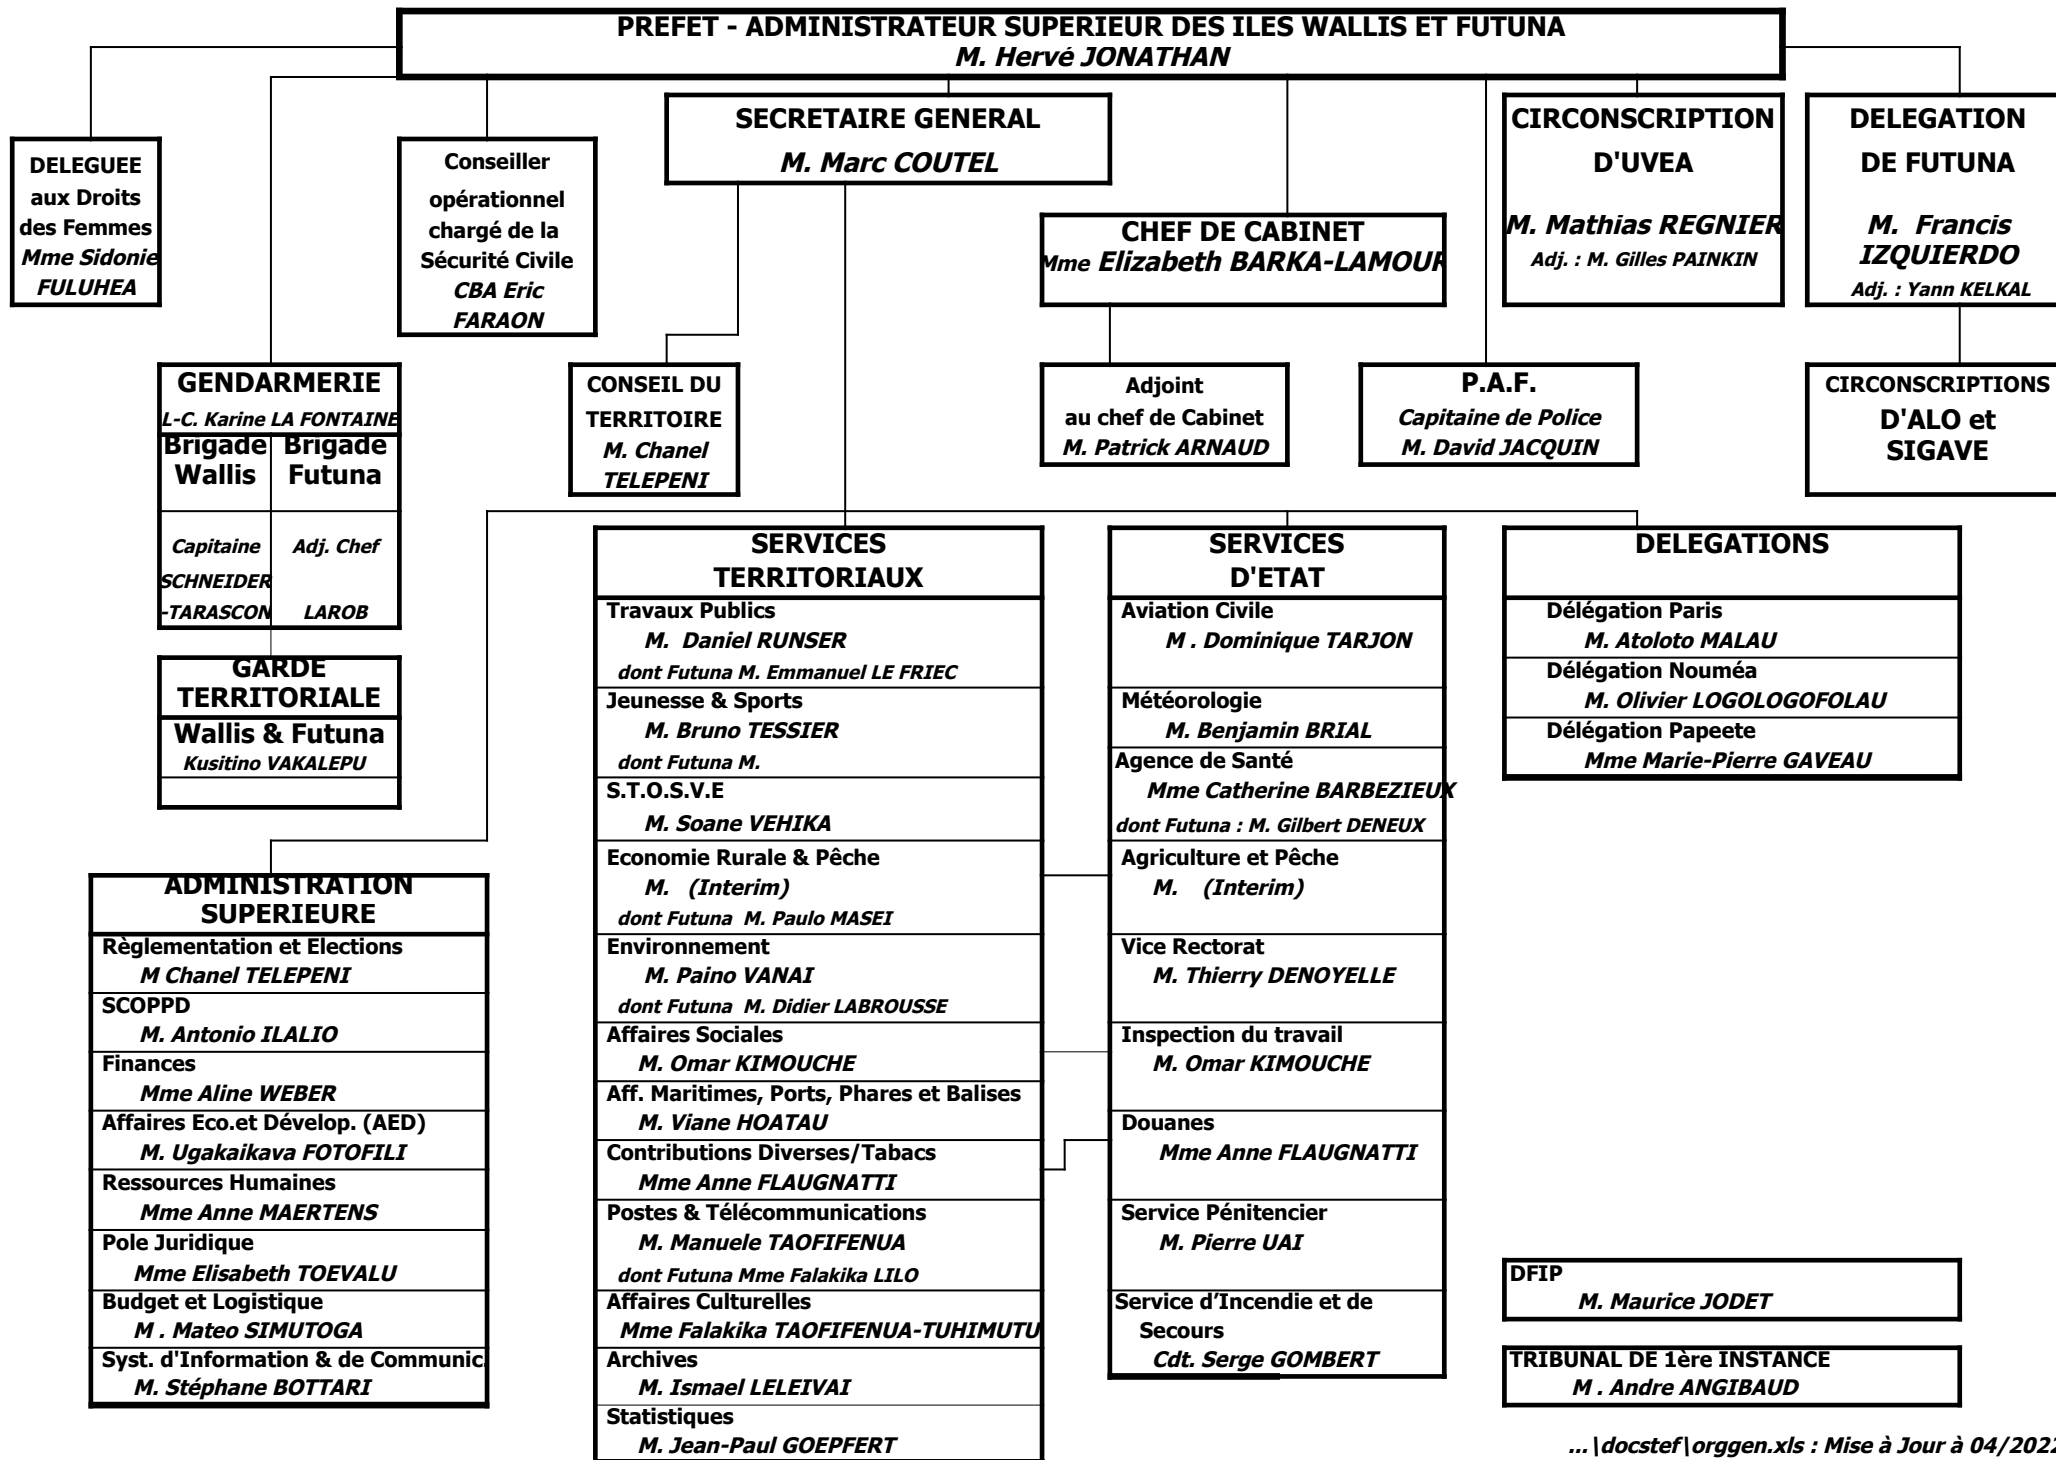 PREFET - ADMINISTRATEUR SUPERIEUR DES ILES WALLIS ET FUTUNA
M. Hervé JONATHAN
DELEGUEE
aux Droits
des Femmes
Mme Sidonie
FULUHEA
Conseiller
opérationnel
chargé de la
Sécurité Civile
CBA Eric
FARAON
SECRETAIRE GENERAL
M. Marc COUTEL
CHEF DE CABINET
Mme Elizabeth BARKA-LAMOUR
CIRCONSCRIPTION
D'UVEA
M. Mathias REGNIER
Adj. : M. Gilles PAINKIN
DELEGATION
DE FUTUNA
M. Francis
IZQUIERDO
Adj. : Yann KELKAL
GENDARMERIE
L-C. Karine LA FONTAINE
Brigade
Wallis
Capitaine
SCHNEIDER
-TARASCON
Brigade
Futuna
Adj. Chef
LAROB
CONSEIL DU
TERRITOIRE
M. Chanel
TELEPENI
Adjoint
au chef de Cabinet
M. Patrick ARNAUD
P.A.F.
Capitaine de Police
M. David JACQUIN
CIRCONSCRIPTIONS
D'ALO et
SIGAVE
GARDE
TERRITORIALE
Wallis & Futuna
Kusitino VAKALEPU
ADMINISTRATION
SUPERIEURE
Règlementation et Elections
M Chanel TELEPENI
SCOPPD
M. Antonio ILALIO
Finances
Mme Aline WEBER
Affaires Eco.et Dévelop. (AED)
M. Ugakaikava FOTOFILI
Ressources Humaines
Mme Anne MAERTENS
Pole Juridique
Mme Elisabeth TOEVALU
Budget et Logistique
M . Mateo SIMUTOGA
Syst. d'Information & de Communic.
M. Stéphane BOTTARI
SERVICES
TERRITORIAUX
Travaux Publics
M. Daniel RUNSER
dont Futuna M. Emmanuel LE FRIEC
Jeunesse & Sports
M. Bruno TESSIER
dont Futuna M.
S.T.O.S.V.E
M. Soane VEHIKA
Economie Rurale & Pêche
M. (Interim)
dont Futuna M. Paulo MASEI
Environnement
M. Paino VANAI
dont Futuna M. Didier LABROUSSE
Affaires Sociales
M. Omar KIMOUCHE
Aff. Maritimes, Ports, Phares et Balises
M. Viane HOATAU
Contributions Diverses/Tabacs
Mme Anne FLAUGNATTI
Postes & Télécommunications
M. Manuele TAOFIFENUA
dont Futuna Mme Falakika LILO
Affaires Culturelles
Mme Falakika TAOFIFENUA-TUHIMUTU
Archives
M. Ismael LELEIVAI
Statistiques
M. Jean-Paul GOEPFERT
SERVICES
D'ETAT
Aviation Civile
M . Dominique TARJON
Météorologie
M. Benjamin BRIAL
Agence de Santé
Mme Catherine BARBEZIEUX
dont Futuna : M. Gilbert DENEUX
Agriculture et Pêche
M. (Interim)
Vice Rectorat
M. Thierry DENOYELLE
Inspection du travail
M. Omar KIMOUCHE
Douanes
Mme Anne FLAUGNATTI
Service Pénitencier
M. Pierre UAI
Service d’Incendie et de
Secours
Cdt. Serge GOMBERT
DELEGATIONS
Délégation Paris
M. Atoloto MALAU
Délégation Nouméa
M. Olivier LOGOLOGOFOLAU
Délégation Papeete
Mme Marie-Pierre GAVEAU
DFIP
M. Maurice JODET
TRIBUNAL DE 1ère INSTANCE
M . Andre ANGIBAUD
...\docstef\orggen.xls : Mise à Jour à 04/2022